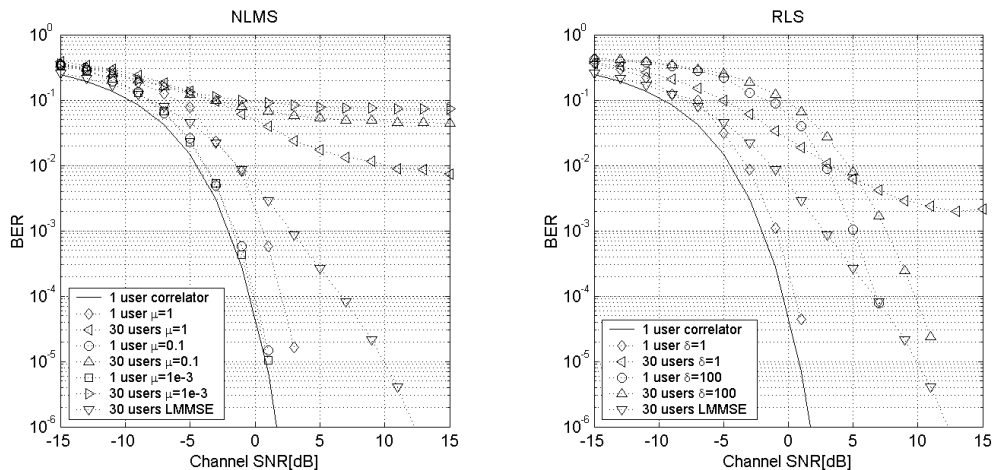 NLMS
10^0
10^-1
10^-2
10^-3
10^-4
10^-5
10^-6
BER
1 user correlator
1 user μ=1
30 users μ=1
1 user μ=0.1
30 users μ=0.1
1 user μ=1e-3
30 users μ=1e-3
30 users LMMSE
-15 -10 -5 0 5 10 15
Channel SNR[dB]
RLS
10^0
10^-1
10^-2
10^-3
10^-4
10^-5
10^-6
BER
1 user correlator
1 user δ=1
30 users δ=1
1 user δ=100
30 users δ=100
30 users LMMSE
-15 -10 -5 0 5 10 15
Channel SNR[dB]